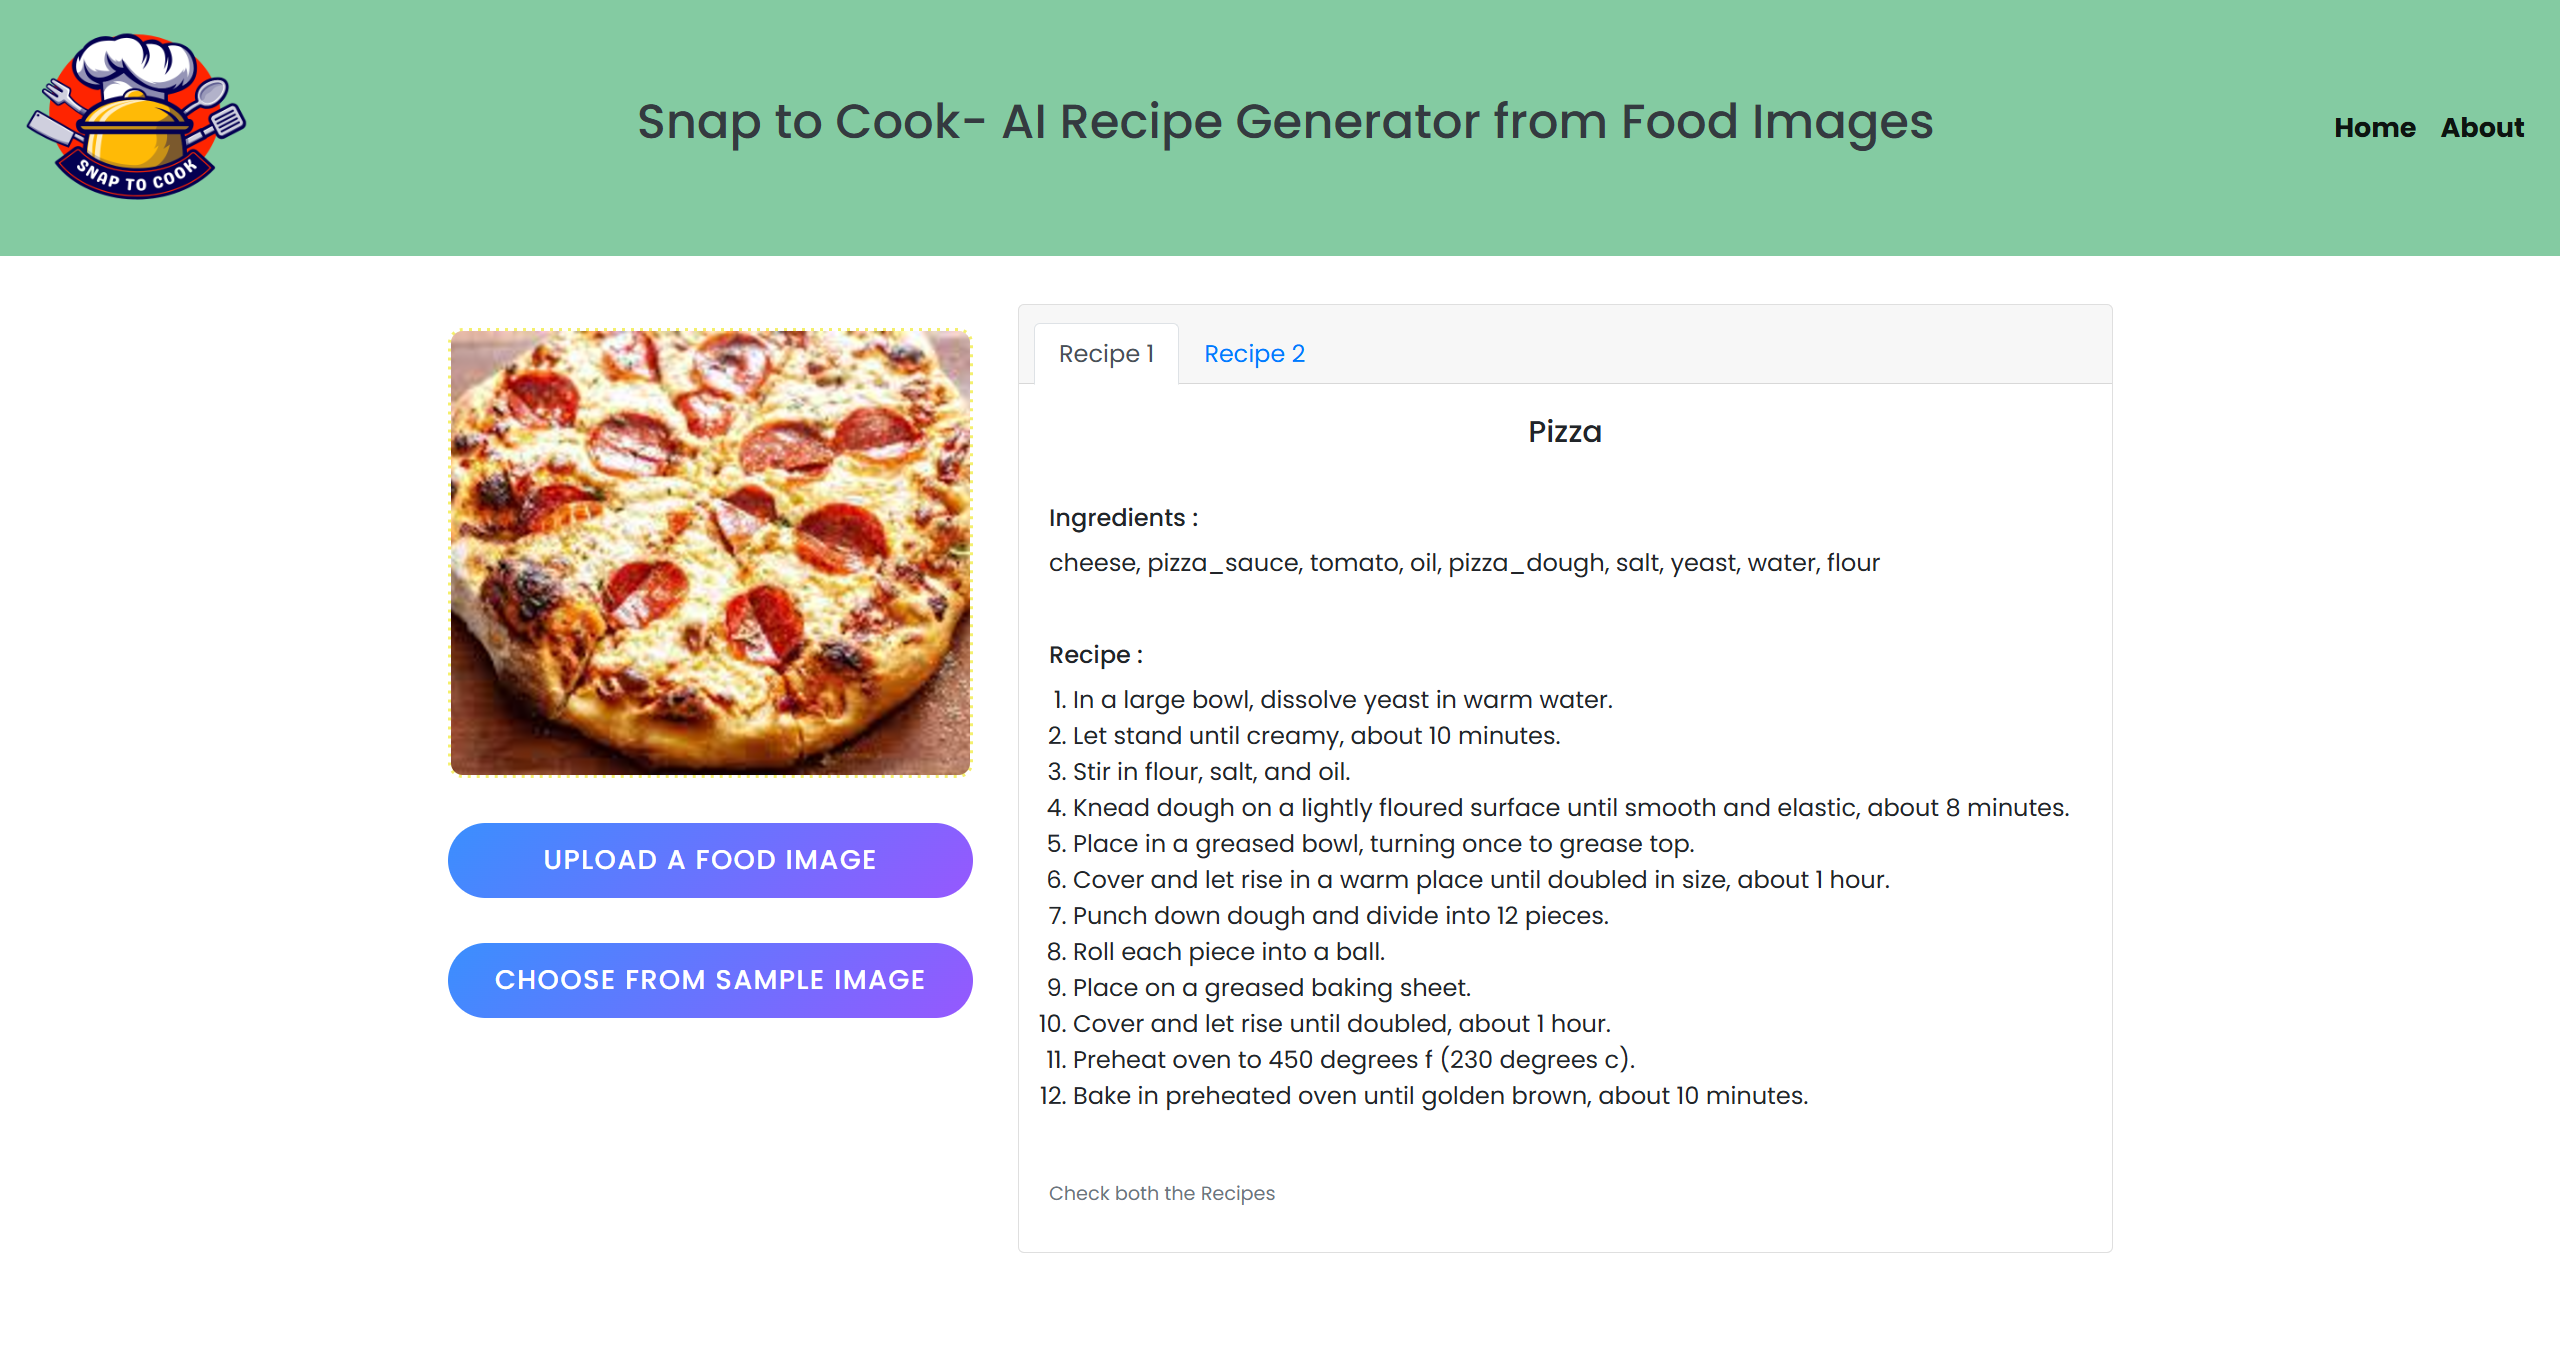 SNAP TO COOK
Snap to Cook- AI Recipe Generator from Food Images
Home About
Recipe 1 Recipe 2
Pizza
Ingredients :
cheese, pizza_sauce, tomato, oil, pizza_dough, salt, yeast, water, flour
Recipe :
1. In a large bowl, dissolve yeast in warm water.
2. Let stand until creamy, about 10 minutes.
3. Stir in flour, salt, and oil.
4. Knead dough on a lightly floured surface until smooth and elastic, about 8 minutes.
5. Place in a greased bowl, turning once to grease top.
6. Cover and let rise in a warm place until doubled in size, about 1 hour.
7. Punch down dough and divide into 12 pieces.
8. Roll each piece into a ball.
9. Place on a greased baking sheet.
10. Cover and let rise until doubled, about 1 hour.
11. Preheat oven to 450 degrees f (230 degrees c).
12. Bake in preheated oven until golden brown, about 10 minutes.
Check both the Recipes
UPLOAD A FOOD IMAGE
CHOOSE FROM SAMPLE IMAGE